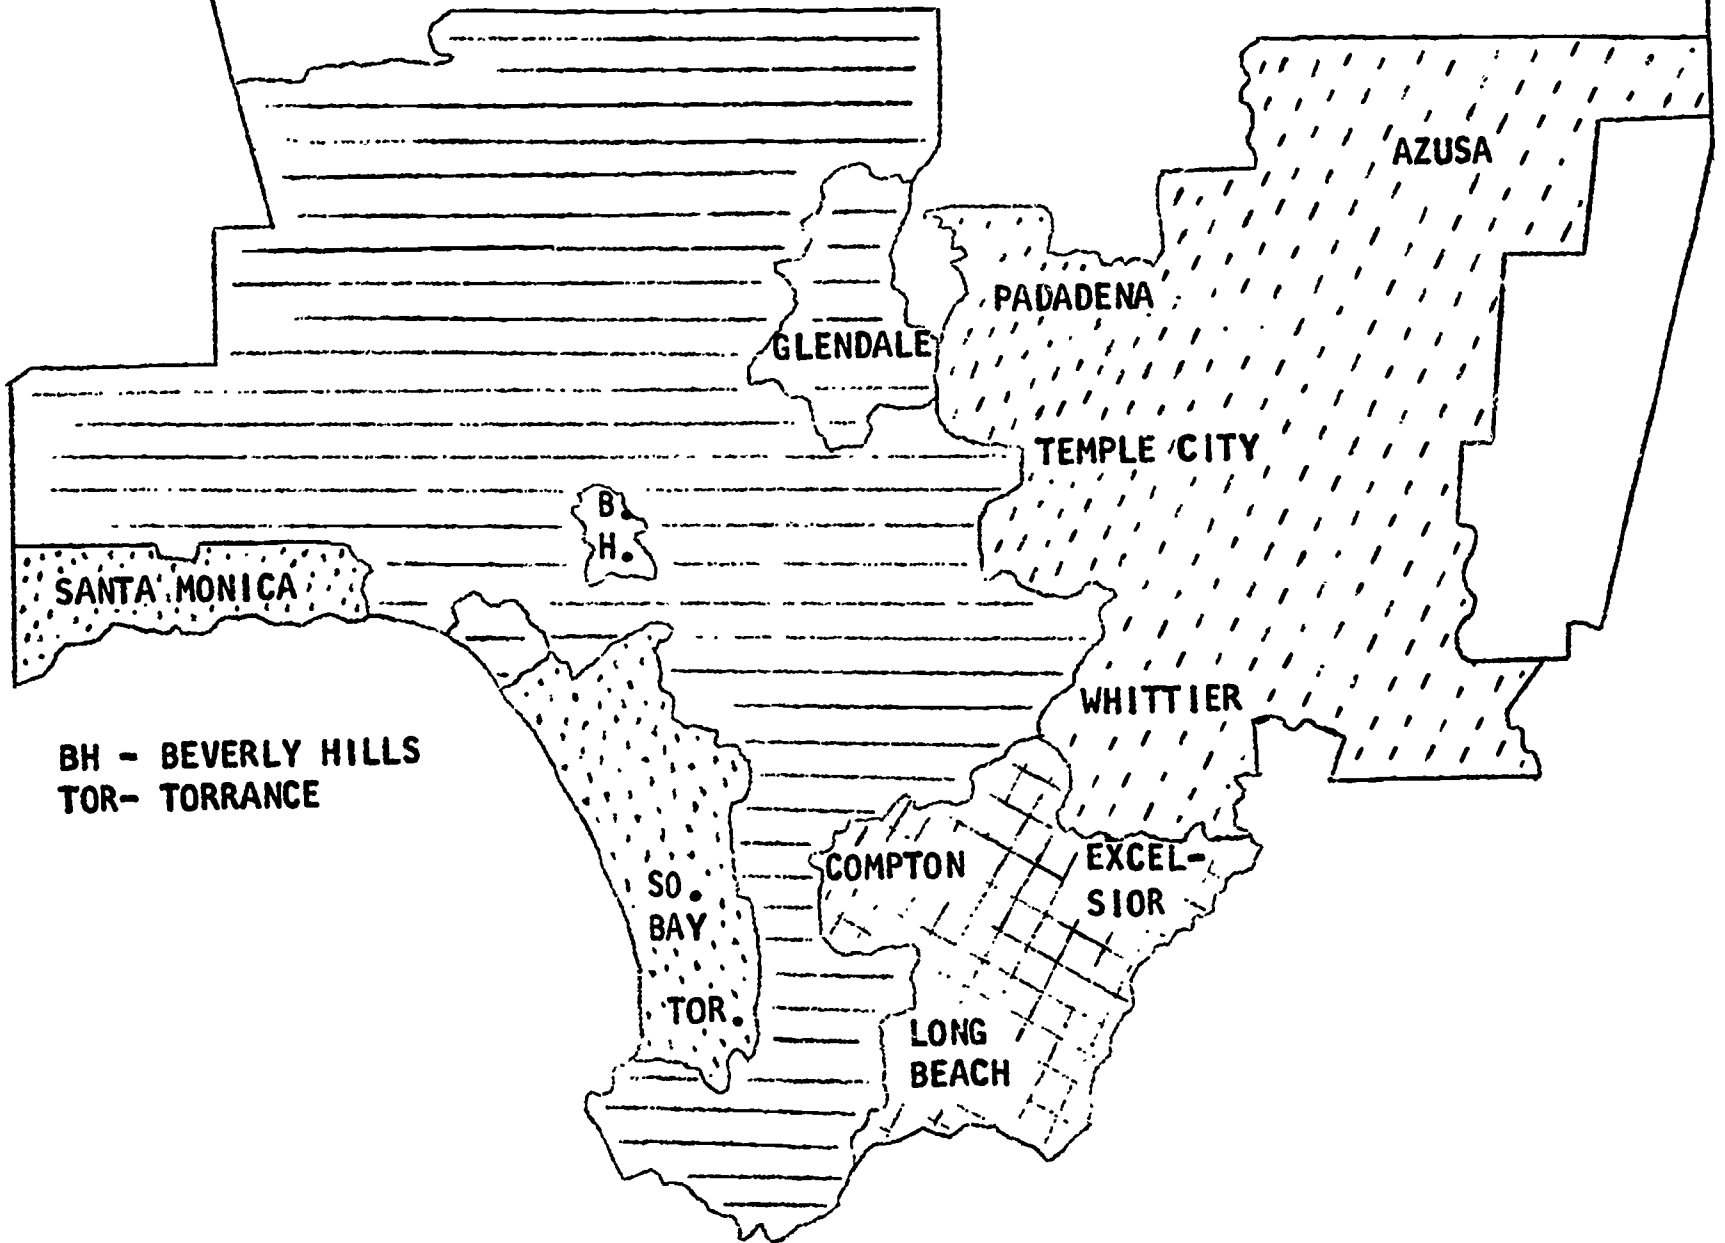 AZUSA
PADADENA
GLENDALE
TEMPLE CITY
B.
H.
SANTA MONICA
WHITTIER
BH - BEVERLY HILLS
TOR- TORRANCE
COMPTON
EXCEL-
SIOR
SO.
BAY
TOR.
LONG
BEACH